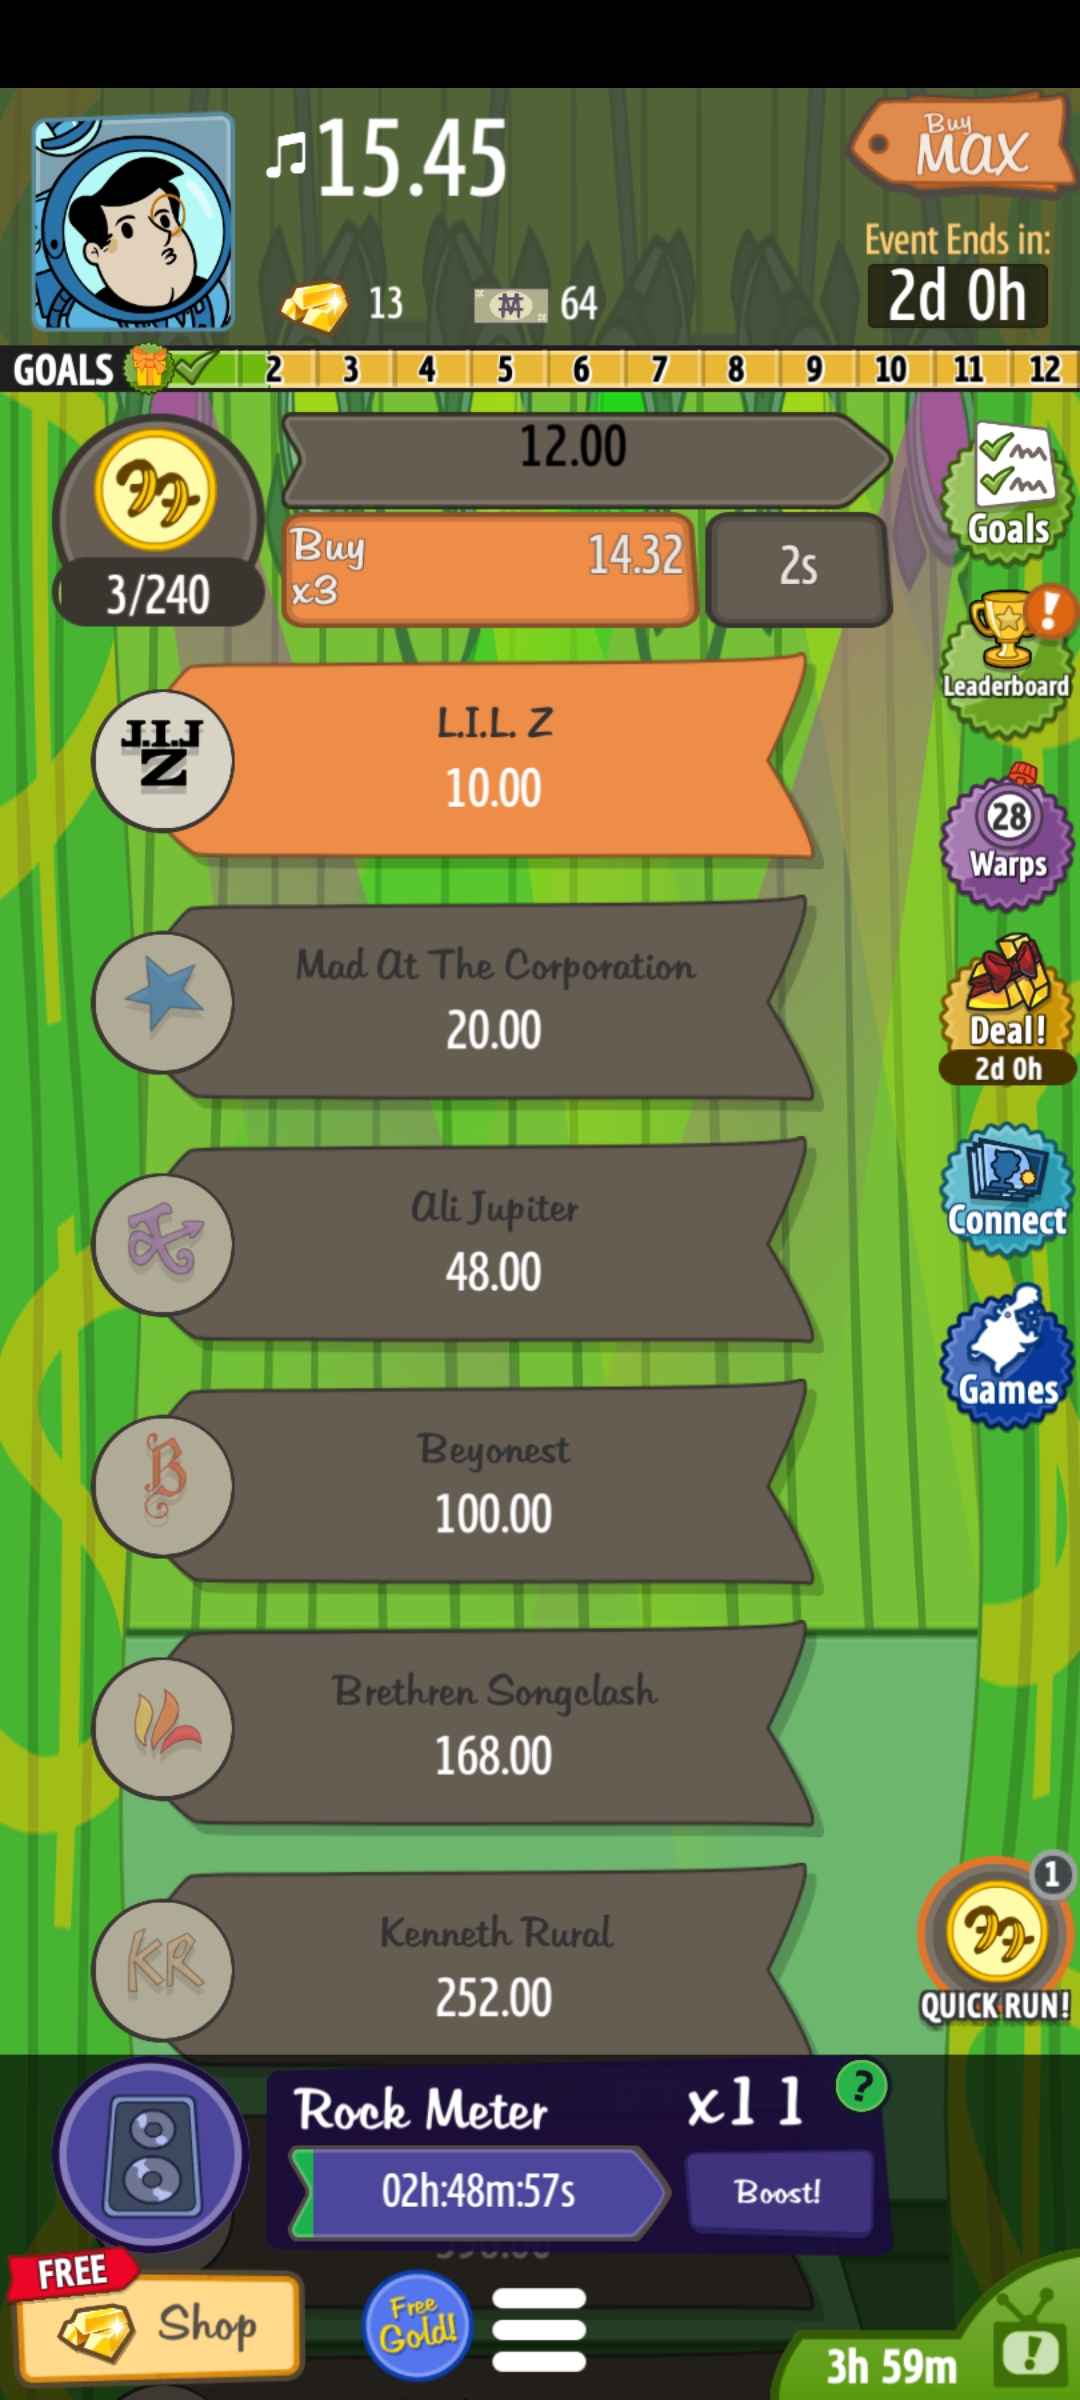 15.45
Buy
MAX
Event Ends in:
2d 0h
13
64
GOALS 2 3 4 5 6 7 8 9 10 11 12
12.00
3/240
Buy
x3
14.32
2s
Goals
!
Leaderboard
L.I.L. Z
10.00
28
Warps
Mad At The Corporation
20.00
Deal!
2d 0h
Ali Jupiter
48.00
Connect
Beyonest
100.00
B
Games
Brethren Songclash
168.00
Kenneth Rural
252.00
KR
1
QUICK RUN!
Rock Meter
x11
?
02h:48m:57s
Boost!
FREE
Shop
Free
Gold!
3h 59m
!